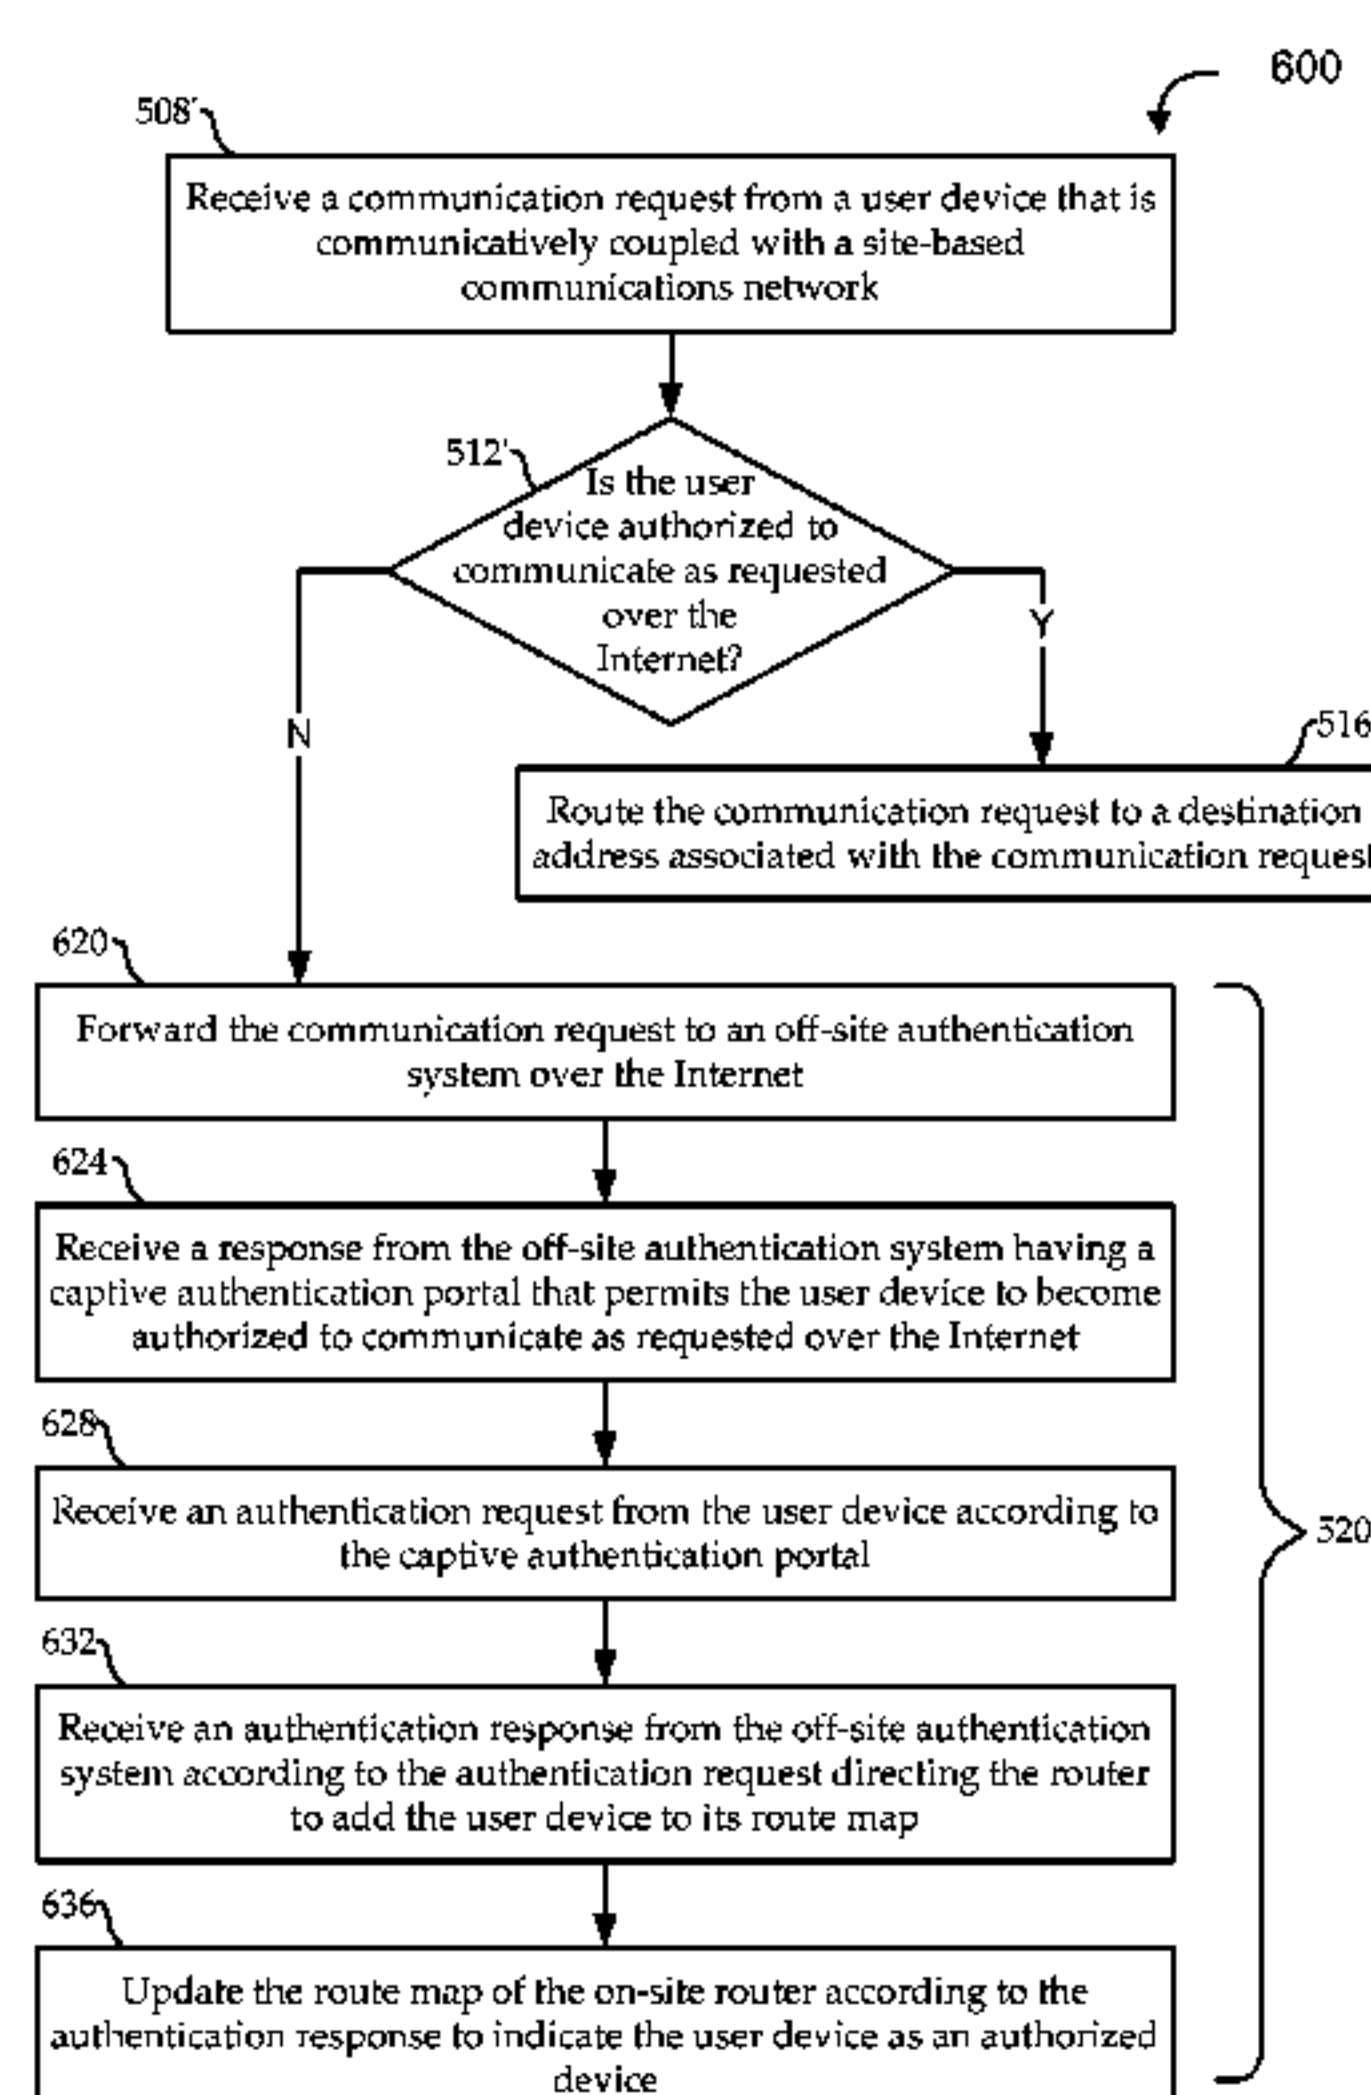 600
508'
Receive a communication request from a user device that is
communicatively coupled with a site-based
communications network
512'
Is the user
device authorized to
communicate as requested
over the
Internet?
Y
N
516
Route the communication request to a destination
address associated with the communication request
620
Forward the communication request to an off-site authentication
system over the Internet
624
Receive a response from the off-site authentication system having a
captive authentication portal that permits the user device to become
authorized to communicate as requested over the Internet
628
Receive an authentication request from the user device according to
the captive authentication portal
520
632
Receive an authentication response from the off-site authentication
system according to the authentication request directing the router
to add the user device to its route map
636
Update the route map of the on-site router according to the
authentication response to indicate the user device as an authorized
device